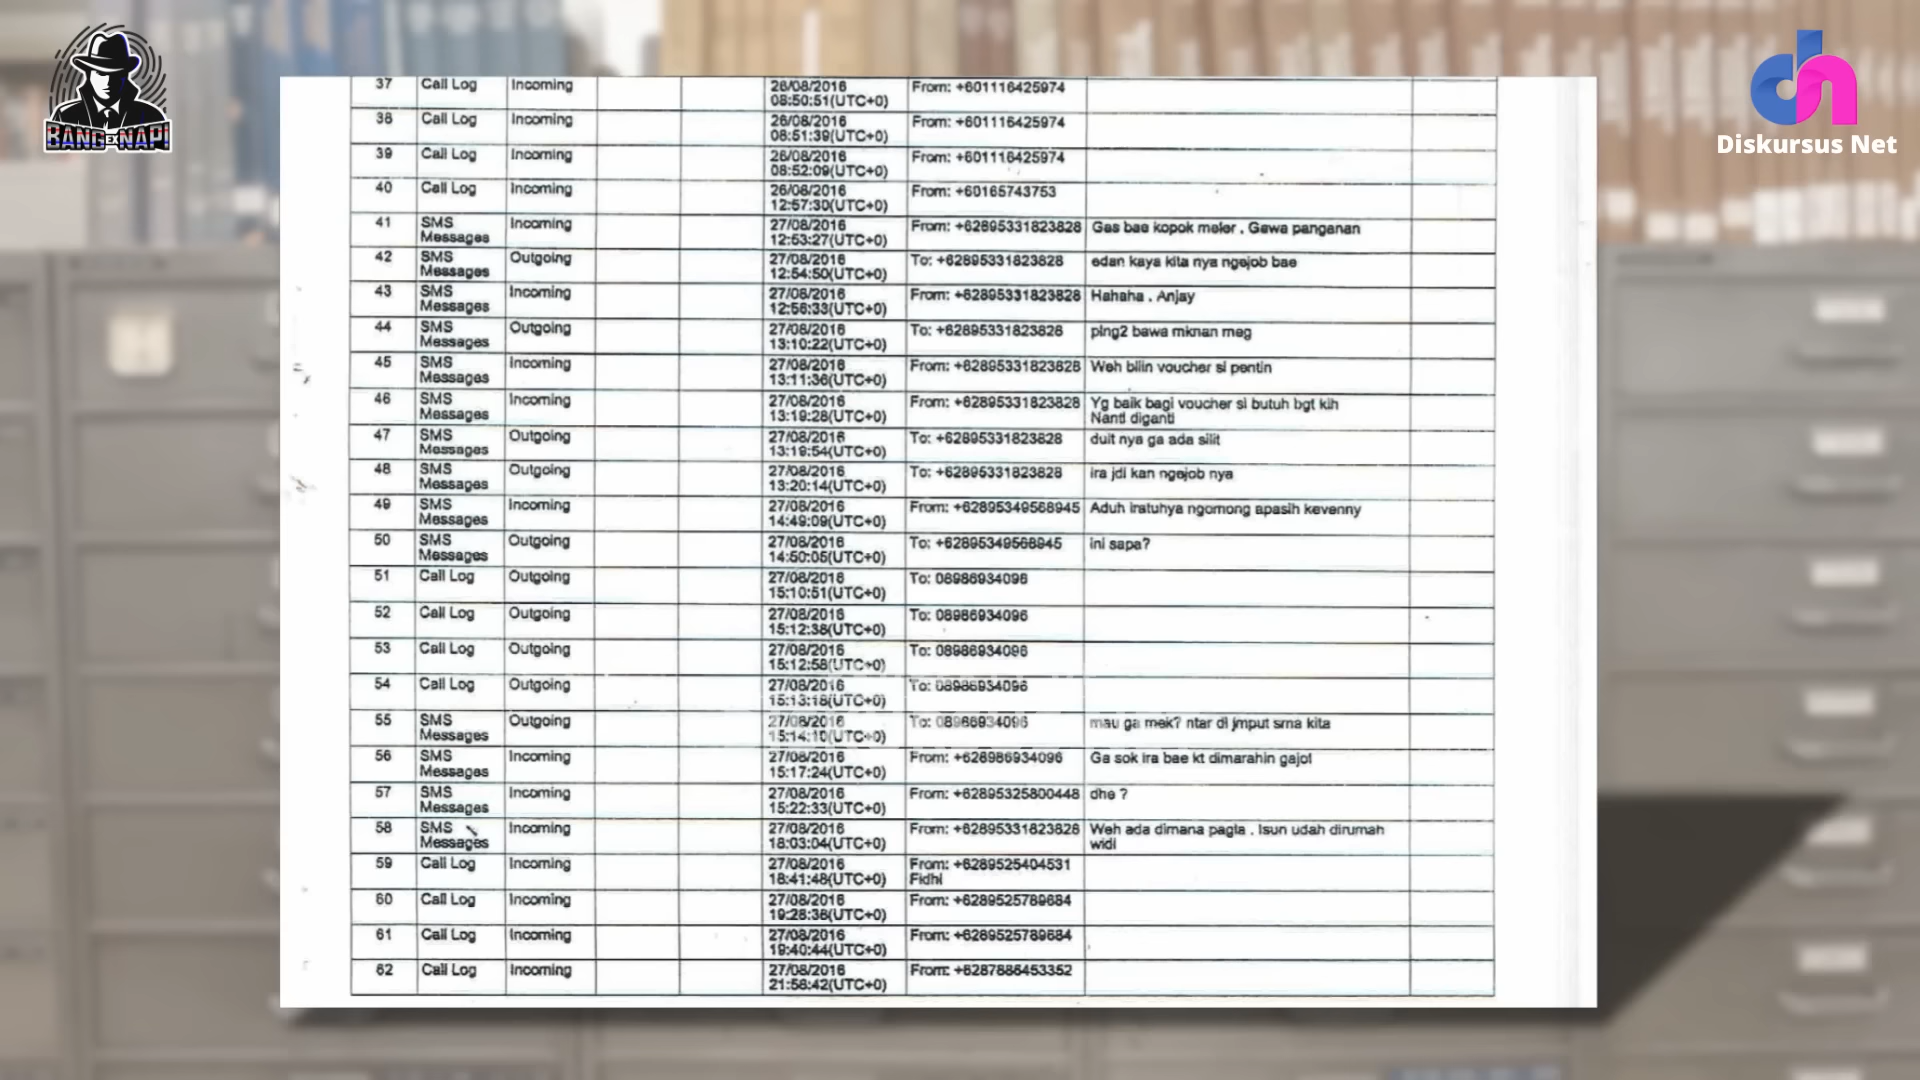 BANG EX NAPI
Diskursus Net
37 Call Log Incoming 26/08/2016 From: +601116425974
08:50:51(UTC+0)
38 Call Log Incoming 26/08/2016 From: +601116425974
08:51:39(UTC+0)
39 Call Log Incoming 26/08/2016 From: +601116425974
08:52:09(UTC+0)
40 Call Log Incoming 26/08/2016 From: +60165743753
12:57:30(UTC+0)
41 SMS Incoming 27/08/2016 From: +62895331823828 Gas bae kopok meler . Gawa panganan
Messages 12:53:27(UTC+0)
42 SMS Outgoing 27/08/2016 To: +62895331823828 edan kaya kita nya ngejob bae
Messages 12:54:50(UTC+0)
43 SMS Incoming 27/08/2016 From: +62895331823828 Hahaha . Anjay
Messages 12:56:33(UTC+0)
44 SMS Outgoing 27/08/2016 To: +62895331823828 plng2 bawa mknan meg
Messages 13:10:22(UTC+0)
45 SMS Incoming 27/08/2016 From: +62895331823828 Weh bliin voucher si pentin
Messages 13:11:36(UTC+0)
46 SMS Incoming 27/08/2016 From: +62895331823828 Yg baik bagi voucher si butuh bgt kih
Messages 13:19:28(UTC+0) Nanti diganti
47 SMS Outgoing 27/08/2016 To: +62895331823828 duit nya ga ada silit
Messages 13:19:54(UTC+0)
48 SMS Outgoing 27/08/2016 To: +62895331823828 ira jdi kan ngejob nya
Messages 13:20:14(UTC+0)
49 SMS Incoming 27/08/2016 From: +62895349568945 Aduh iratuhya ngomong apasih kevenny
Messages 14:49:09(UTC+0)
50 SMS Outgoing 27/08/2016 To: +62895349568945 ini sapa?
Messages 14:50:05(UTC+0)
51 Call Log Outgoing 27/08/2016 To: 08986934096
15:10:51(UTC+0)
52 Call Log Outgoing 27/08/2016 To: 08986934096
15:12:38(UTC+0)
53 Call Log Outgoing 27/08/2016 To: 08986934096
15:12:58(UTC+0)
54 Call Log Outgoing 27/08/2016 To: 08986934096
15:13:18(UTC+0)
55 SMS Outgoing 27/08/2016 To: 08986934096 mau ga mek? ntar di jmput sma kita
Messages 15:14:10(UTC+0)
56 SMS Incoming 27/08/2016 From: +628986934096 Ga sok ira bae kt dimarahin gajol
Messages 15:17:24(UTC+0)
57 SMS Incoming 27/08/2016 From: +62895325800448 dhe ?
Messages 15:22:33(UTC+0)
58 SMS Incoming 27/08/2016 From: +62895331823828 Weh ada dimana pagia . Isun udah dirumah
Messages 18:03:04(UTC+0) widi
59 Call Log Incoming 27/08/2016 From: +6289525404531
18:41:48(UTC+0) Fidhi
60 Call Log Incoming 27/08/2016 From: +6289525789684
19:28:38(UTC+0)
61 Call Log Incoming 27/08/2016 From: +6289525789684
19:40:44(UTC+0)
62 Call Log Incoming 27/08/2016 From: +6287886453352
21:58:42(UTC+0)